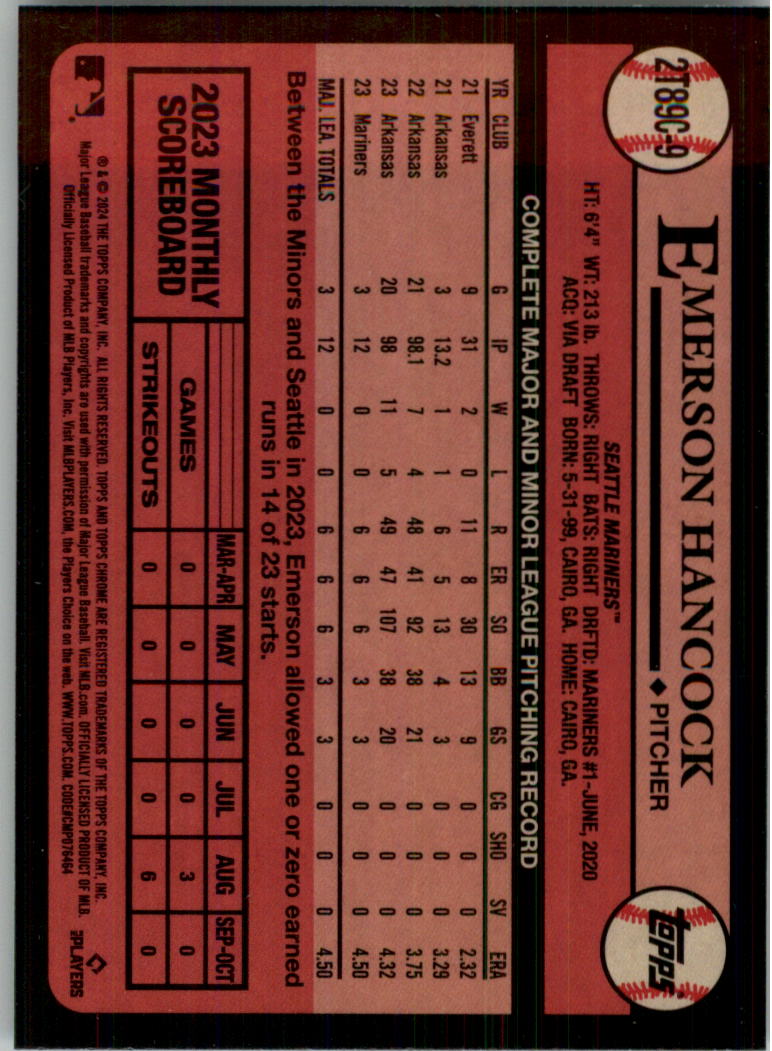 2T89C-9
EMERSON HANCOCK
◆ PITCHER
topps®
SEATTLE MARINERS™
HT: 6'4" WT: 213 lb. THROWS: RIGHT BATS: RIGHT DRFTD: MARINERS #1-JUNE, 2020
ACQ: VIA DRAFT BORN: 5-31-99, CAIRO, GA. HOME: CAIRO, GA.
COMPLETE MAJOR AND MINOR LEAGUE PITCHING RECORD
YR CLUB G IP W L R ER SO BB GS CG SHO SV ERA
21 Everett 9 31 2 0 11 8 30 13 9 0 0 0 2.32
21 Arkansas 3 13.2 1 1 6 5 13 4 3 0 0 0 3.29
22 Arkansas 21 98.1 7 4 48 41 92 38 21 0 0 0 3.75
23 Arkansas 20 98 11 5 49 47 107 38 20 0 0 0 4.32
23 Mariners 3 12 0 0 6 6 6 3 3 0 0 0 4.50
MAJ. LEA. TOTALS 3 12 0 0 6 6 6 3 3 0 0 0 4.50
Between the Minors and Seattle in 2023, Emerson allowed one or zero earned
runs in 14 of 23 starts.
2023 MONTHLY
SCOREBOARD
MAR-APR MAY JUN JUL AUG SEP-OCT
GAMES 0 0 0 0 3 0
STRIKEOUTS 0 0 0 0 6 0
® & © 2024 THE TOPPS COMPANY, INC. ALL RIGHTS RESERVED. TOPPS AND TOPPS CHROME ARE REGISTERED TRADEMARKS OF THE TOPPS COMPANY, INC.
Major League Baseball trademarks and copyrights are used with permission of Major League Baseball. Visit MLB.com. OFFICIALLY LICENSED PRODUCT OF MLB
Officially Licensed Product of MLB Players, Inc. Visit MLBPLAYERS.COM, the Players Choice on the web. WWW.TOPPS.COM. CODE#CMP076464
PLAYERS